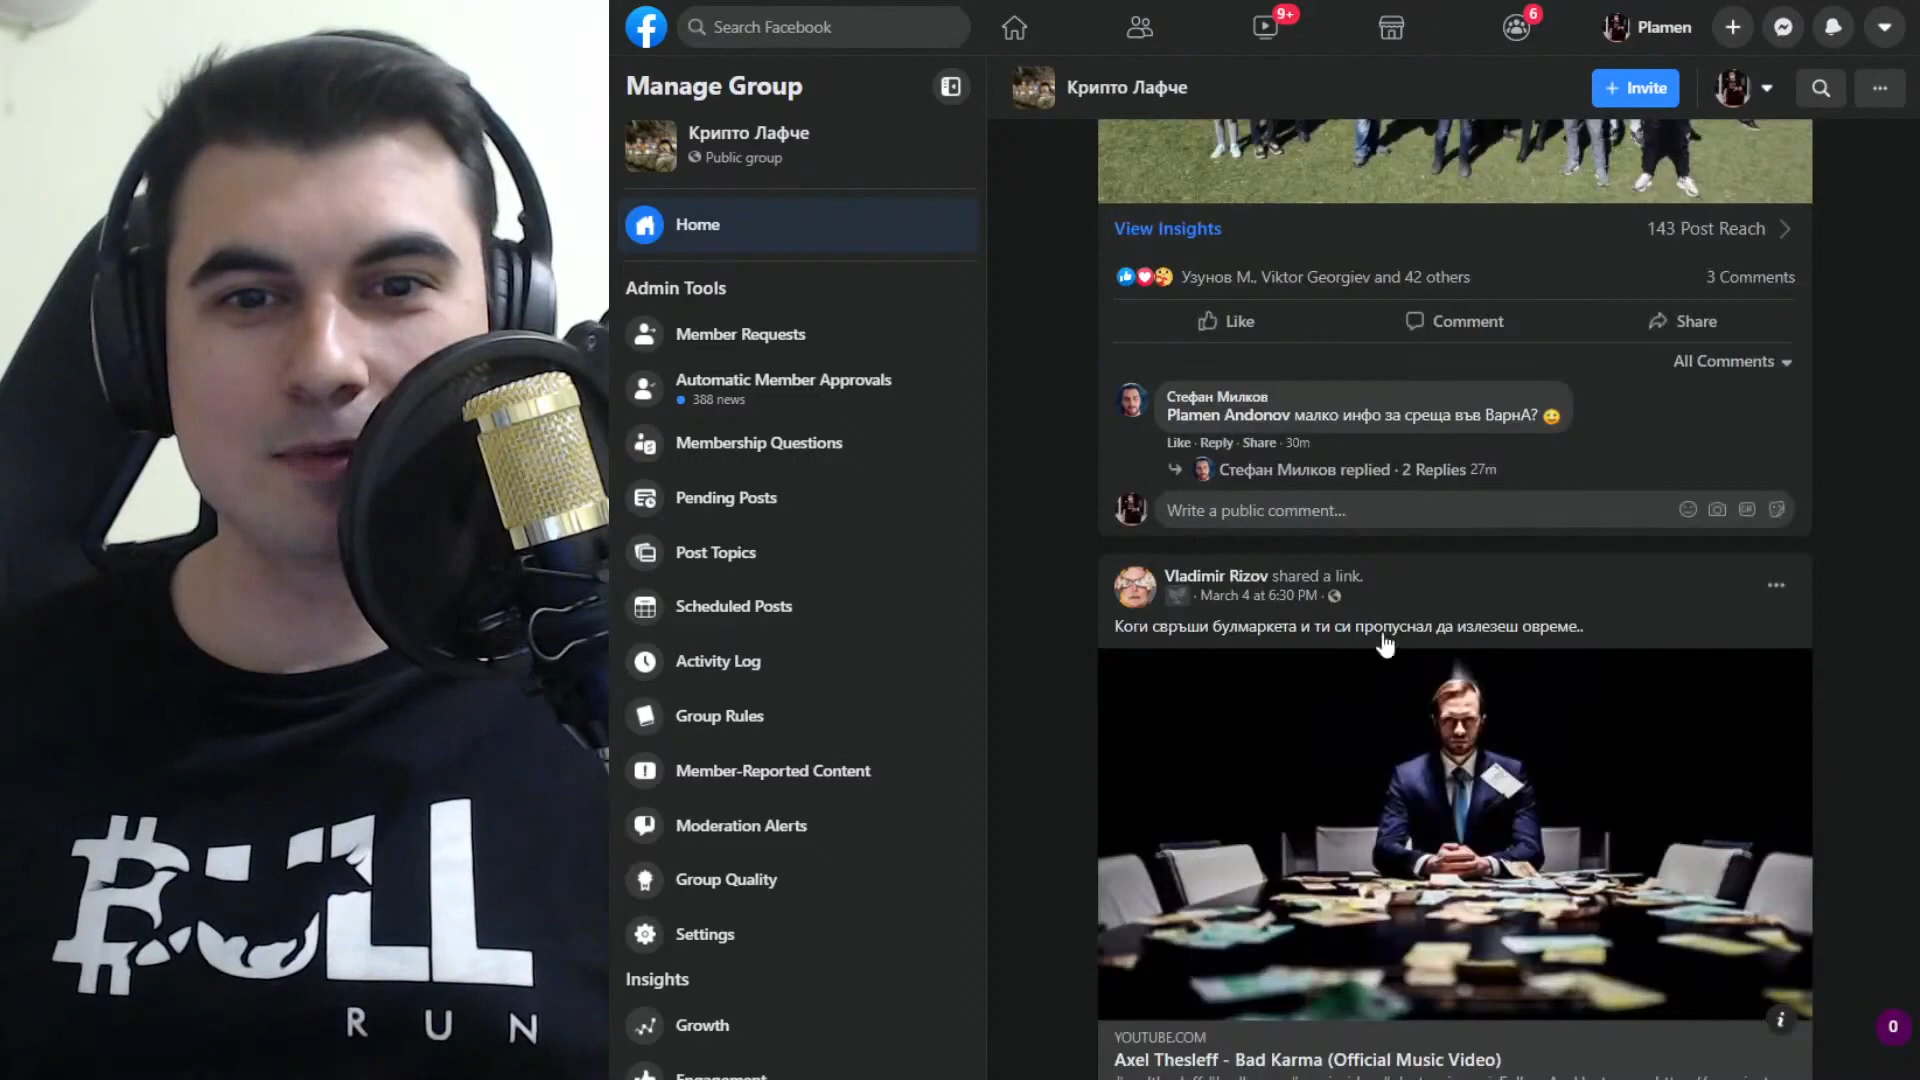 Search Facebook
9+
6
Plamen
Manage Group
Крипто Лафче
Public group
Home
Admin Tools
Member Requests
Automatic Member Approvals
388 news
Membership Questions
Pending Posts
Post Topics
Scheduled Posts
Activity Log
Group Rules
Member-Reported Content
Moderation Alerts
Group Quality
Settings
Insights
Growth
Engagement
Крипто Лафче
+ Invite
View Insights
143 Post Reach
Узунов М., Viktor Georgiev and 42 others
3 Comments
Like
Comment
Share
All Comments
Стефан Милков
Plamen Andonov малко инфо за среща във ВарнА?
Like · Reply · Share · 30m
Стефан Милков replied · 2 Replies 27m
Write a public comment...
Vladimir Rizov shared a link.
· March 4 at 6:30 PM ·
Коги свръши булмаркета и ти си пропуснал да излезеш овреме..
YOUTUBE.COM
Axel Thesleff - Bad Karma (Official Music Video)
0
BULL
RUN